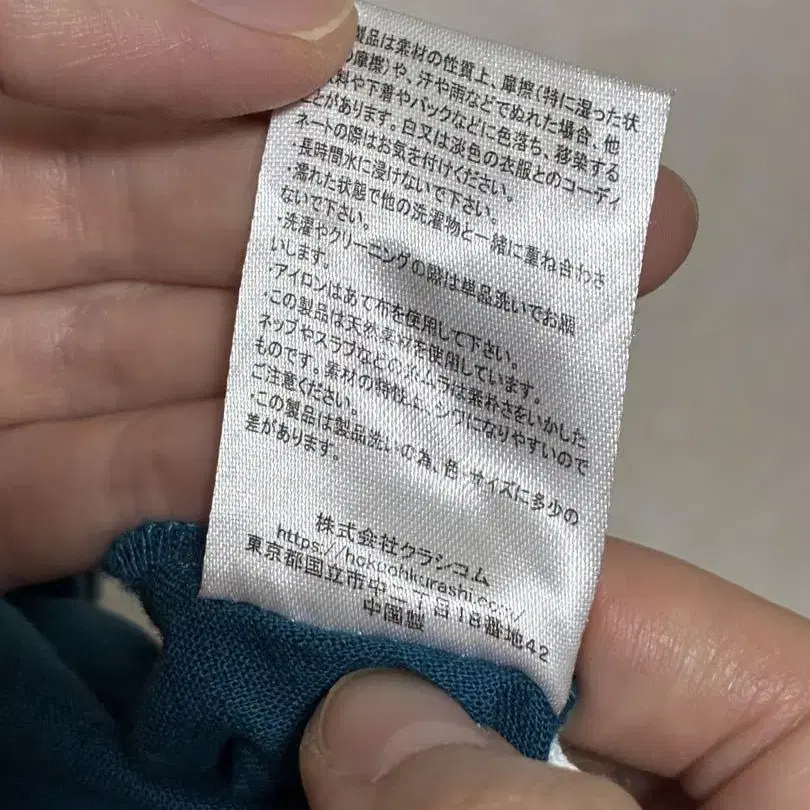 製品は素材の性質上、摩擦(特に湿った状
の摩擦)や、汗や雨などでぬれた場合、他
や下着やバックなどに色落ち、移染する
ことがあります。白又は淡色の衣服とのコーディ
ネートの際はお気を付けください。
・長時間水に浸けないで下さい。
・濡れた状態で他の洗濯物と一緒に重ね合わさ
ないで下さい。
・洗濯やクリーニングの際は単品洗いでお願
いします。
・アイロンはあて布を使用して下さい。
・この製品は天然素材を使用しています。
ネップやスラブなどの糸ムラは素朴さをいかした
ものです。素材の特性上、シワになりやすいので
ご注意ください。
・この製品は製品洗いの為、色・サイズに多少の
差があります。
株式会社クラシコム
https://hokuohkurashi.com/
東京都国立市中二丁目18番地42
中國製